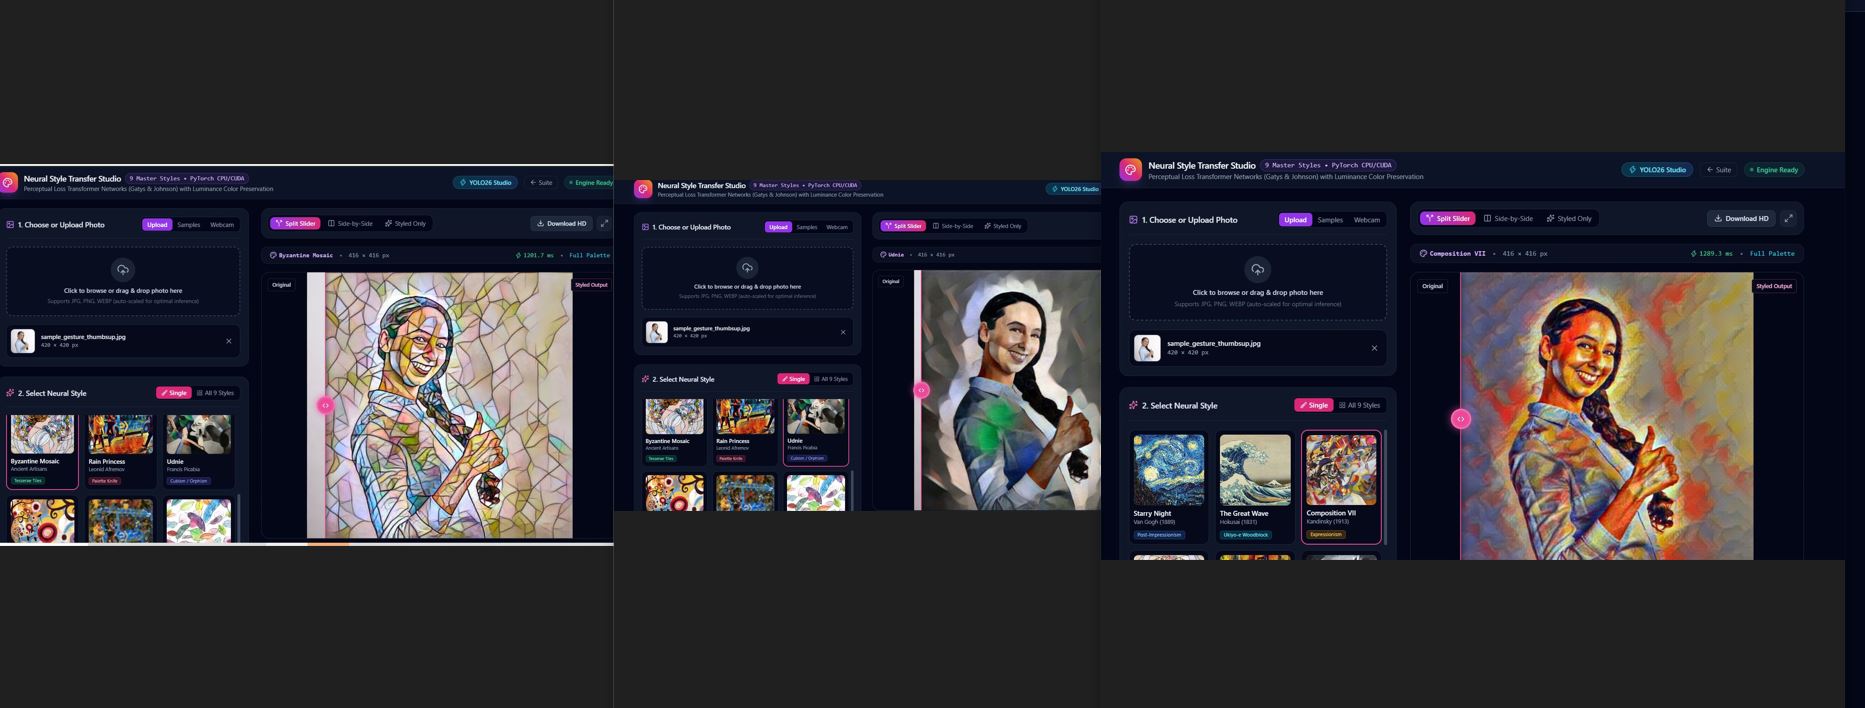 Neural Style Transfer Studio
9 Master Styles • PyTorch CPU/CUDA
Perceptual Loss Transformer Networks (Gatys & Johnson) with Luminance Color Preservation
YOLO26 Studio
← Suite
Engine Ready
1. Choose or Upload Photo
Upload
Samples
Webcam
Click to browse or drag & drop photo here
Supports JPG, PNG, WEBP (auto-scaled for optimal inference)
sample_gesture_thumbsup.jpg
420 × 420 px
2. Select Neural Style
Single
All 9 Styles
Byzantine Mosaic
Ancient Artisans
Tesserae Tiles
Rain Princess
Leonid Afremov
Palette Knife
Udnie
Francis Picabia
Cubism / Orphism
Split Slider
Side-by-Side
Styled Only
Download HD
Byzantine Mosaic • 416 × 416 px
1201.7 ms • Full Palette
Original
Styled Output
Neural Style Transfer Studio
9 Master Styles • PyTorch CPU/CUDA
Perceptual Loss Transformer Networks (Gatys & Johnson) with Luminance Color Preservation
YOLO26 Studio
1. Choose or Upload Photo
Upload
Samples
Webcam
Click to browse or drag & drop photo here
Supports JPG, PNG, WEBP (auto-scaled for optimal inference)
sample_gesture_thumbsup.jpg
420 × 420 px
2. Select Neural Style
Single
All 9 Styles
Byzantine Mosaic
Ancient Artisans
Tesserae Tiles
Rain Princess
Leonid Afremov
Palette Knife
Udnie
Francis Picabia
Cubism / Orphism
Split Slider
Side-by-Side
Styled Only
Udnie • 416 × 416 px
Original
Neural Style Transfer Studio
9 Master Styles • PyTorch CPU/CUDA
Perceptual Loss Transformer Networks (Gatys & Johnson) with Luminance Color Preservation
YOLO26 Studio
← Suite
Engine Ready
1. Choose or Upload Photo
Upload
Samples
Webcam
Click to browse or drag & drop photo here
Supports JPG, PNG, WEBP (auto-scaled for optimal inference)
sample_gesture_thumbsup.jpg
420 × 420 px
2. Select Neural Style
Single
All 9 Styles
Starry Night
Van Gogh (1889)
Post-Impressionism
The Great Wave
Hokusai (1831)
Ukiyo-e Woodblock
Composition VII
Kandinsky (1913)
Expressionism
Split Slider
Side-by-Side
Styled Only
Download HD
Composition VII • 416 × 416 px
1289.3 ms • Full Palette
Original
Styled Output